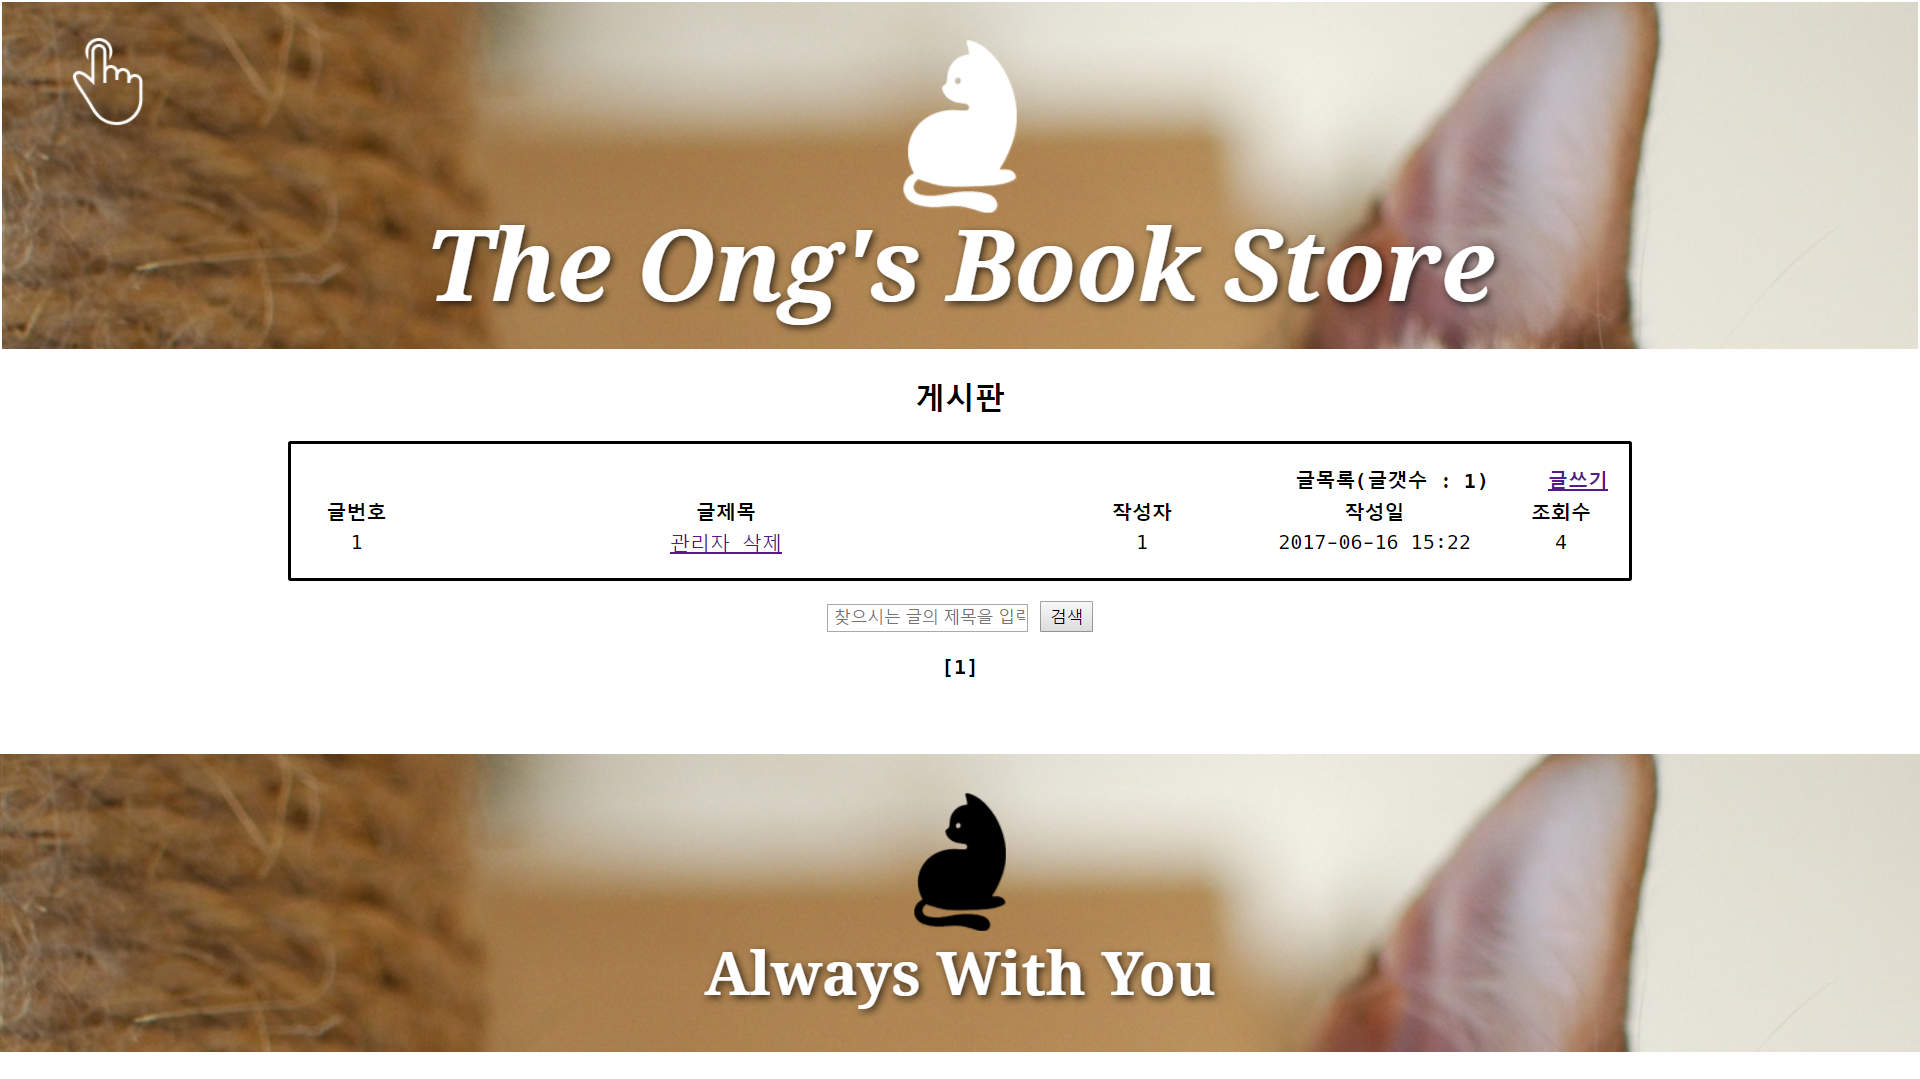 The Ong's Book Store
게시판
글목록(글갯수 : 1) 글쓰기
글번호 글제목 작성자 작성일 조회수
1 관리자 삭제 1 2017-06-16 15:22 4
찾으시는 글의 제목을 검색
[1]
Always With You